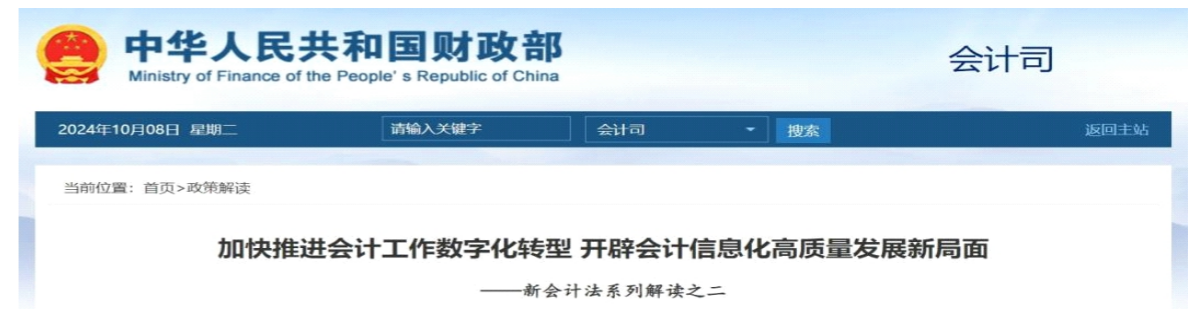 中华人民共和国财政部
Ministry of Finance of the People' s Republic of China
会计司
2024年10月08日 星期二 请输入关键字 会计司 搜索 返回主站
当前位置：首页>政策解读
加快推进会计工作数字化转型 开辟会计信息化高质量发展新局面
——新会计法系列解读之二